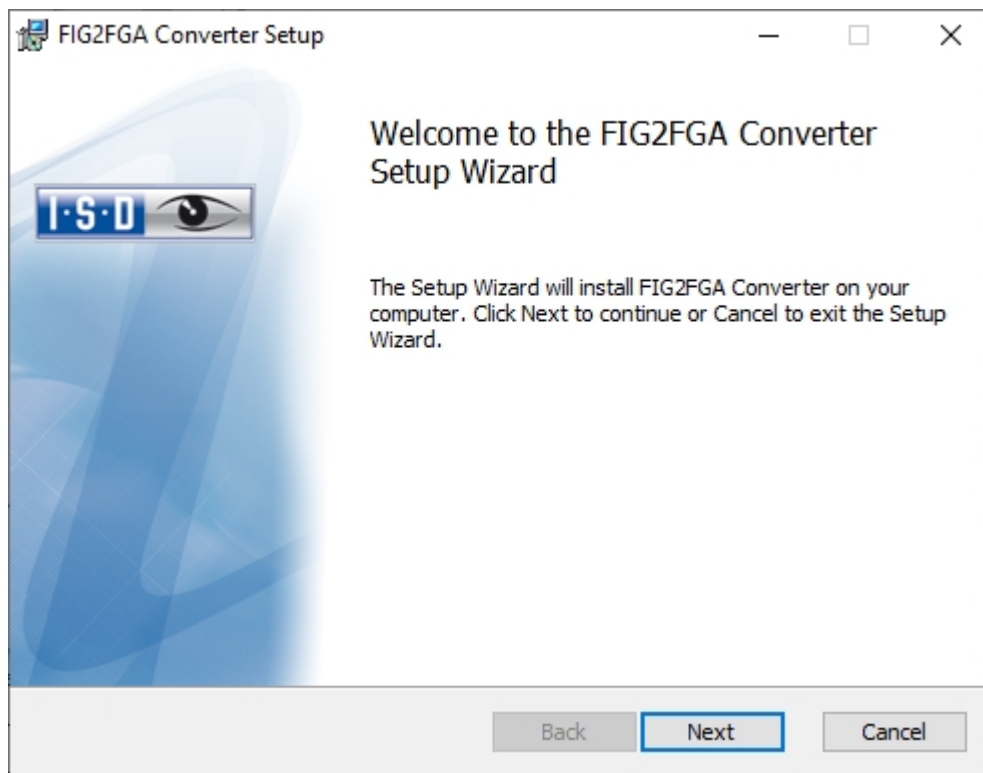 FIG2FGA Converter Setup
Welcome to the FIG2FGA Converter
Setup Wizard
I·S·D
The Setup Wizard will install FIG2FGA Converter on your
computer. Click Next to continue or Cancel to exit the Setup
Wizard.
Back Next Cancel